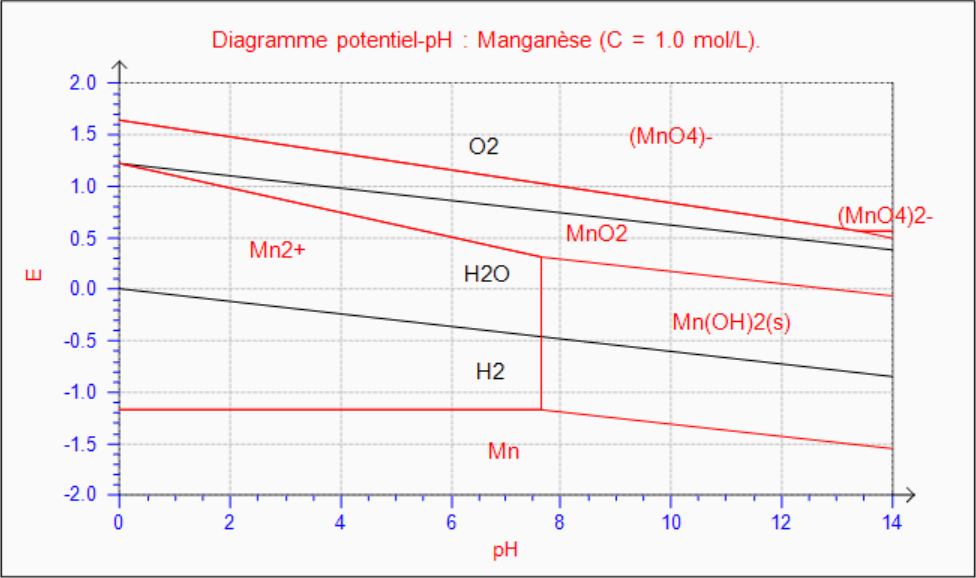 Diagramme potentiel-pH : Manganèse (C = 1.0 mol/L).
2.0
1.5
1.0
0.5
0.0
-0.5
-1.0
-1.5
-2.0
E
O2
(MnO4)-
(MnO4)2-
MnO2
Mn2+
H2O
Mn(OH)2(s)
H2
Mn
0 2 4 6 8 10 12 14
pH